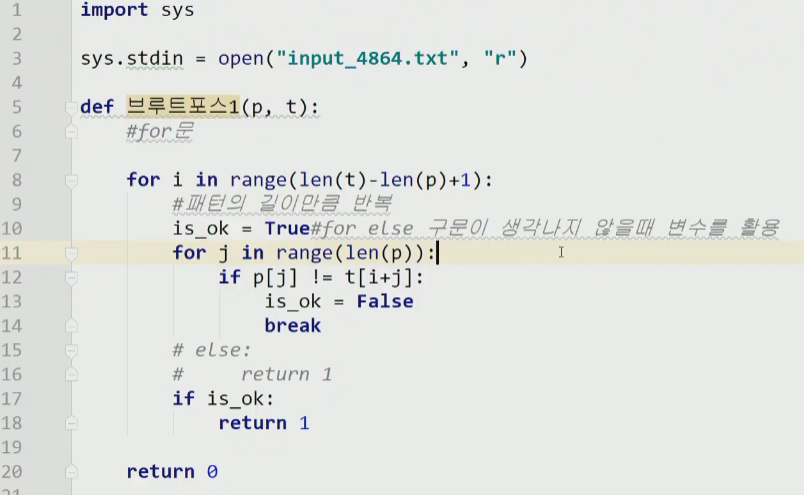 1 import sys
2
3 sys.stdin = open("input_4864.txt", "r")
4
5 def 브루트포스1(p, t):
6 #for문
7
8 for i in range(len(t)-len(p)+1):
9 #패턴의 길이만큼 반복
10 is_ok = True#for else 구문이 생각나지 않을때 변수를 활용
11 for j in range(len(p)):
12 if p[j] != t[i+j]:
13 is_ok = False
14 break
15 # else:
16 #     return 1
17 if is_ok:
18 return 1
19
20 return 0
21